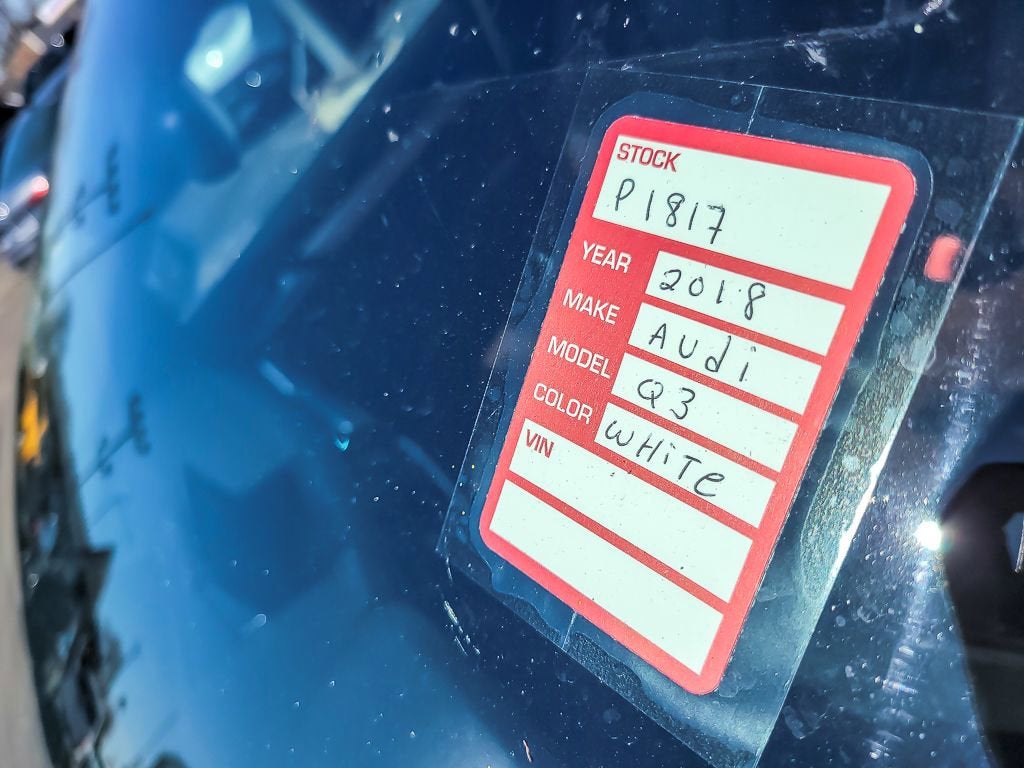 STOCK
P1817
YEAR 2018
MAKE Audi
MODEL Q3
COLOR WHiTe
VIN